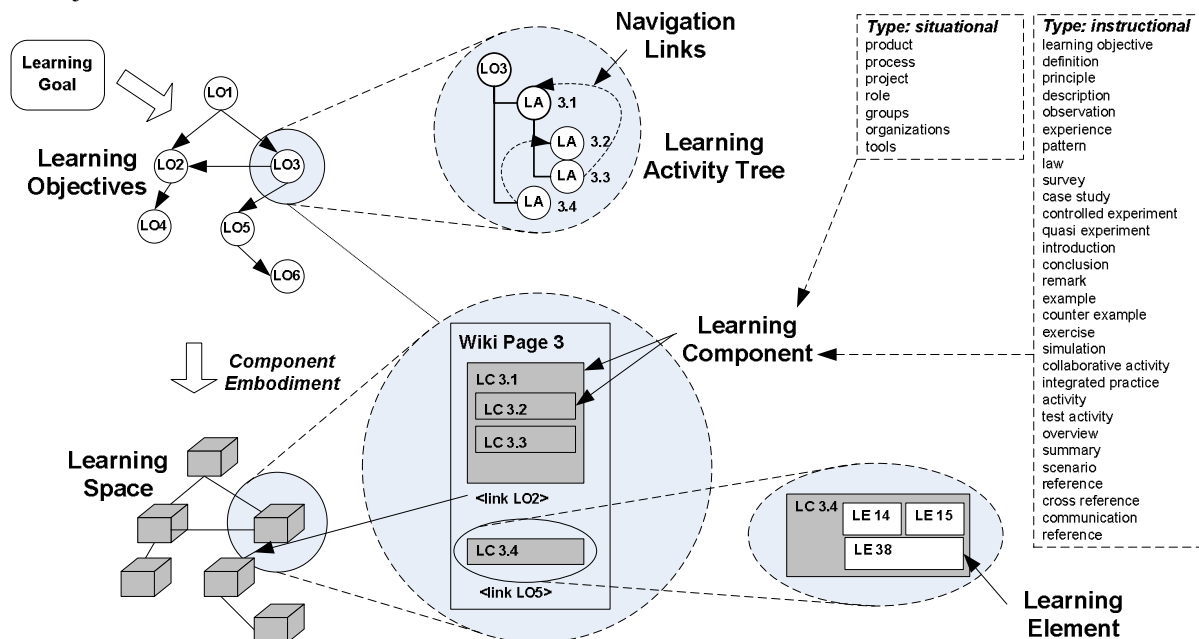 Learning
Goal
LO1
LO2
LO3
LO4
LO5
LO6
Learning
Objectives
Navigation
Links
LO3
LA 3.1
LA 3.2
LA 3.3
LA 3.4
Learning
Activity Tree
Type: situational
product
process
project
role
groups
organizations
tools
Type: instructional
learning objective
definition
principle
description
observation
experience
pattern
law
survey
case study
controlled experiment
quasi experiment
introduction
conclusion
remark
example
counter example
exercise
simulation
collaborative activity
integrated practice
activity
test activity
overview
summary
scenario
reference
cross reference
communication
reference
Component
Embodiment
Learning
Space
Wiki Page 3
LC 3.1
LC 3.2
LC 3.3
<link LO2>
LC 3.4
<link LO5>
Learning
Component
LC 3.4
LE 14
LE 15
LE 38
Learning
Element